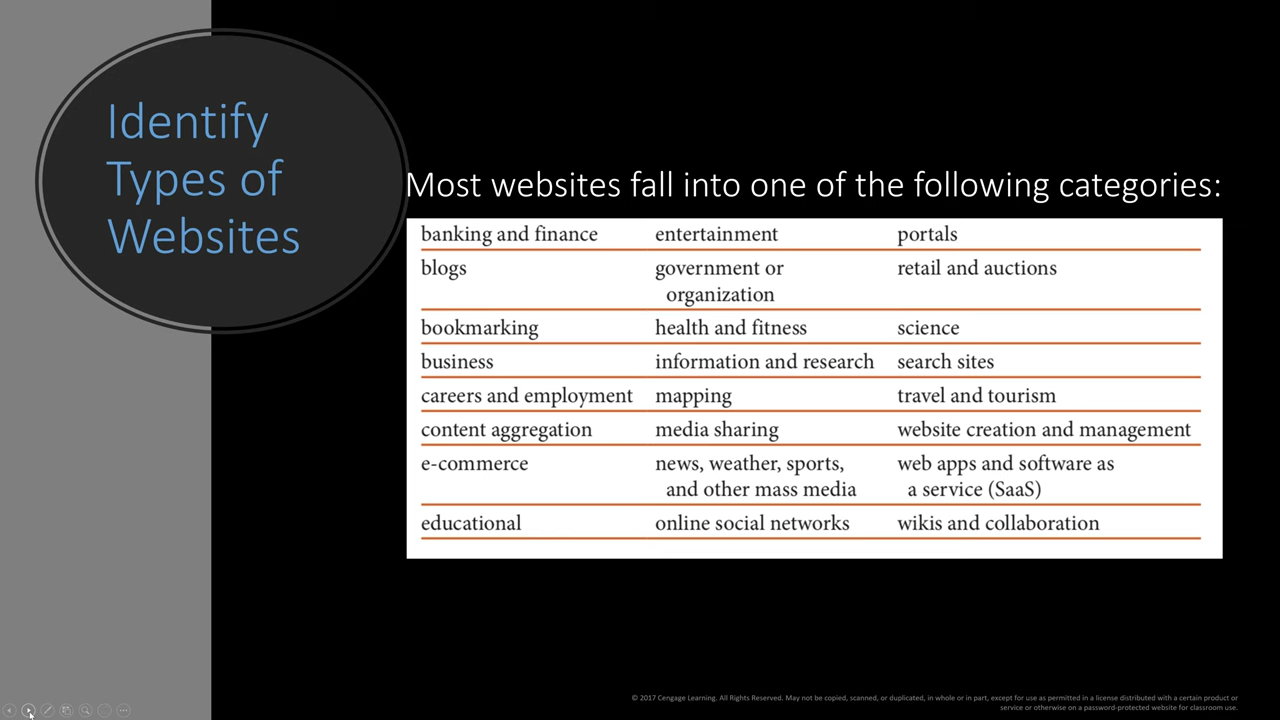 Identify
Types of
Websites
Most websites fall into one of the following categories:
banking and finance entertainment portals
blogs government or retail and auctions
organization
bookmarking health and fitness science
business information and research search sites
careers and employment mapping travel and tourism
content aggregation media sharing website creation and management
e-commerce news, weather, sports, web apps and software as
and other mass media a service (SaaS)
educational online social networks wikis and collaboration
© 2017 Cengage Learning. All Rights Reserved. May not be copied, scanned, or duplicated, in whole or in part, except for use as permitted in a license distributed with a certain product or
service or otherwise on a password-protected website for classroom use.